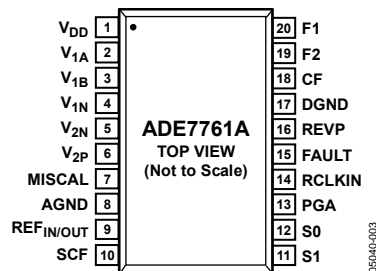 VDD 1
V1A 2
V1B 3
V1N 4
V2N 5
V2P 6
MISCAL 7
AGND 8
REFIN/OUT 9
SCF 10
ADE7761A
TOP VIEW
(Not to Scale)
20 F1
19 F2
18 CF
17 DGND
16 REVP
15 FAULT
14 RCLKIN
13 PGA
12 S0
11 S1
05040-003